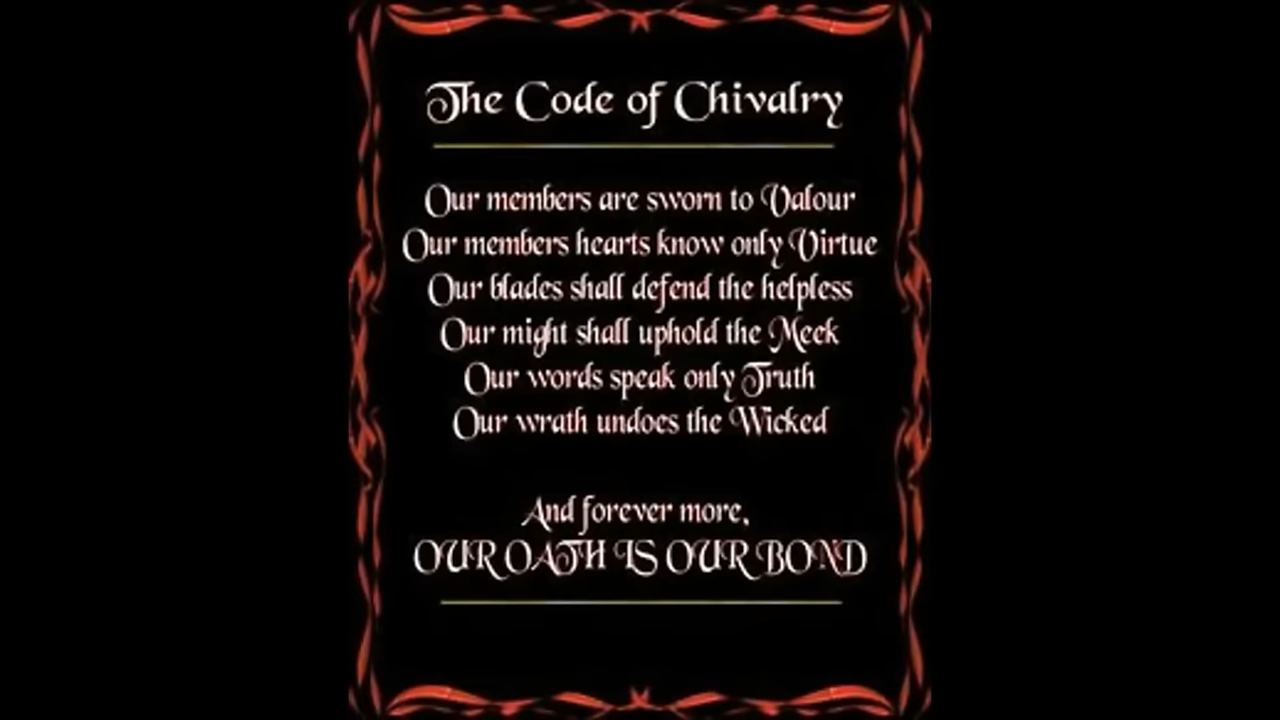 The Code of Chivalry
Our members are sworn to Valour
Our members hearts know only Virtue
Our blades shall defend the helpless
Our might shall uphold the Meek
Our words speak only Truth
Our wrath undoes the Wicked
And forever more,
OUR OATH IS OUR BOND